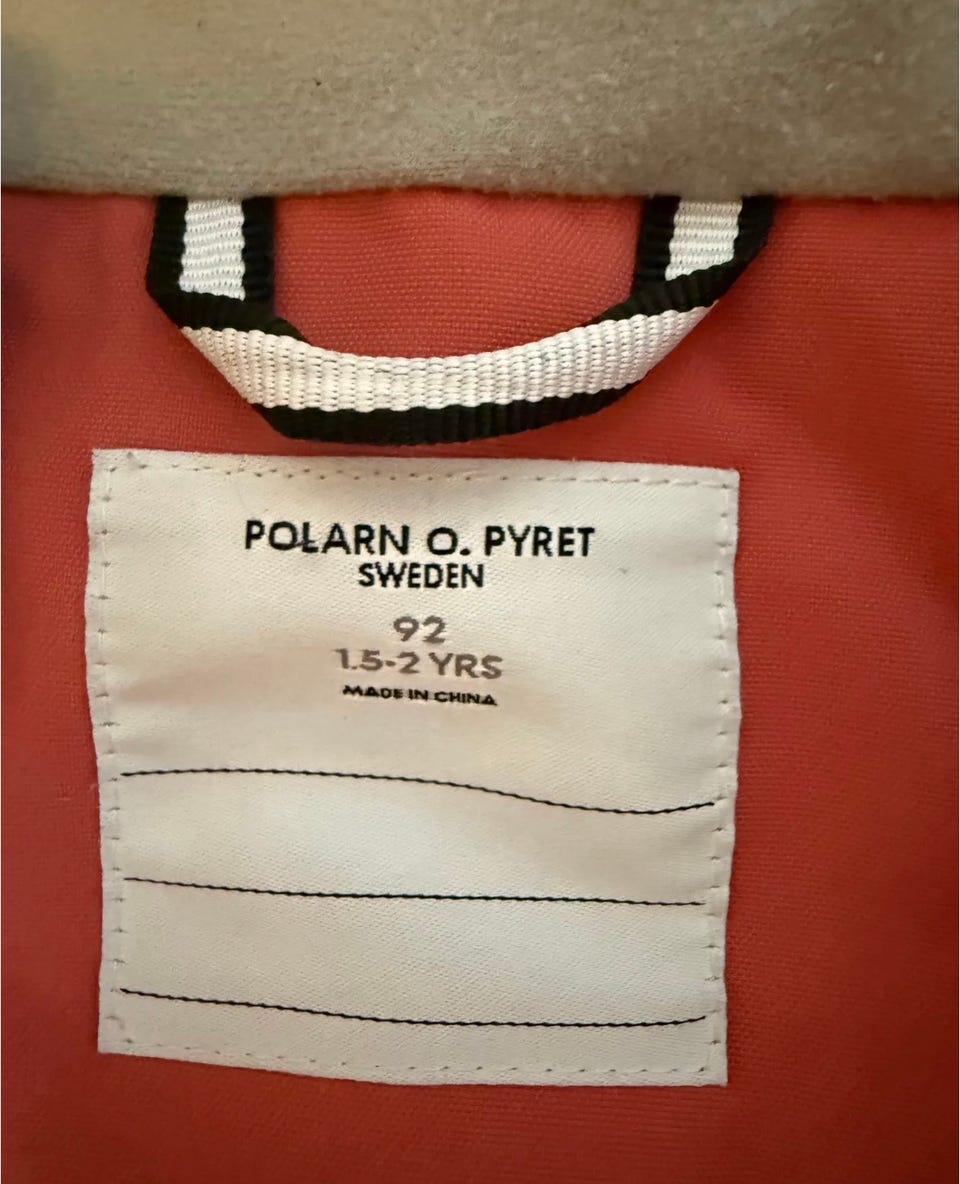 POLARN O. PYRET
SWEDEN
92
1.5-2 YRS
MADE IN CHINA